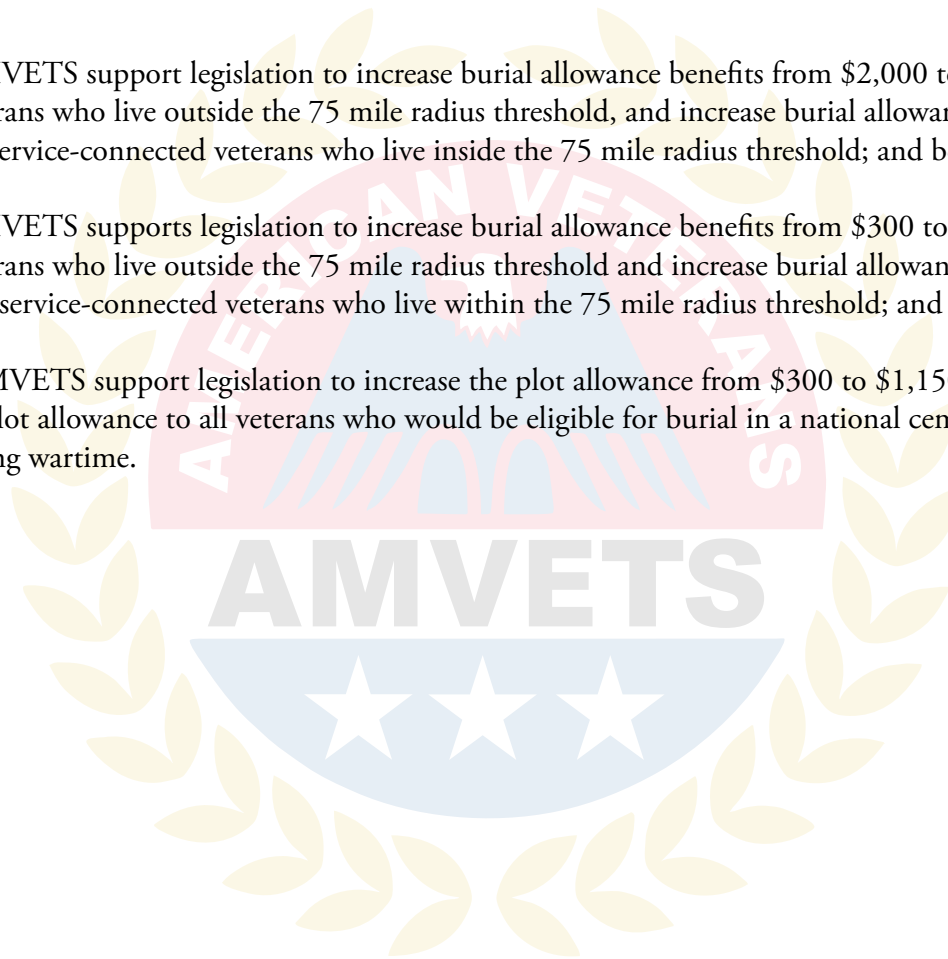 VETS support legislation to increase burial allowance benefits from $2,000 t
rans who live outside the 75 mile radius threshold, and increase burial allowan
ervice-connected veterans who live inside the 75 mile radius threshold; and b
VETS supports legislation to increase burial allowance benefits from $300 to
rans who live outside the 75 mile radius threshold and increase burial allowan
service-connected veterans who live within the 75 mile radius threshold; and
MVETS support legislation to increase the plot allowance from $300 to $1,15
lot allowance to all veterans who would be eligible for burial in a national cem
ng wartime.
AMERICAN VETERANS
AMVETS